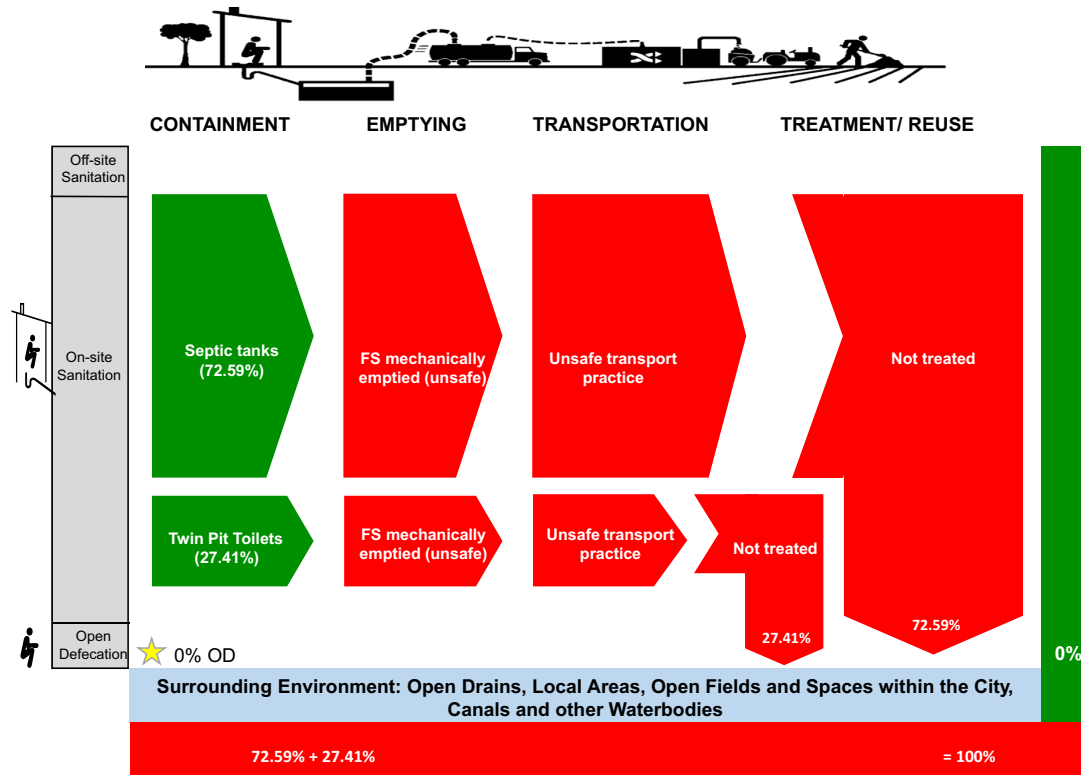 CONTAINMENT
EMPTYING
TRANSPORTATION
TREATMENT/ REUSE
Off-site
Sanitation
On-site
Sanitation
Open
Defecation
Septic tanks
(72.59%)
FS mechanically
emptied (unsafe)
Unsafe transport
practice
Not treated
Twin Pit Toilets
(27.41%)
FS mechanically
emptied (unsafe)
Unsafe transport
practice
Not treated
27.41%
72.59%
0% OD
0%
Surrounding Environment: Open Drains, Local Areas, Open Fields and Spaces within the City,
Canals and other Waterbodies
72.59% + 27.41%
= 100%